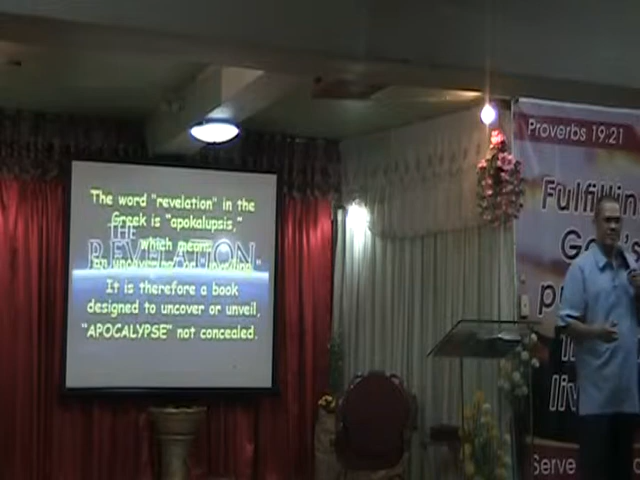 The word "revelation" in the
Greek is "apokalupsis,"
which means
THE
REVELATION
It is therefore a book
designed to uncover or unveil,
"APOCALYPSE" not concealed.
Proverbs 19:21
Fulfillin
God's
Serve